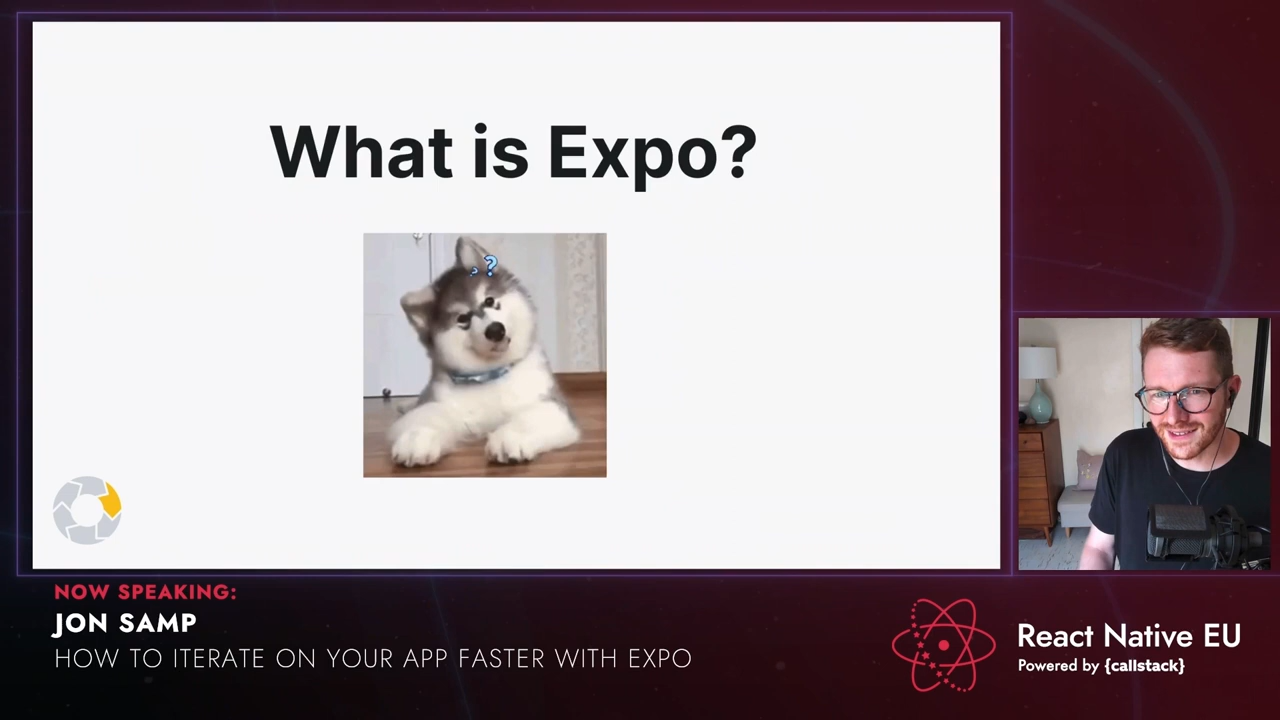 What is Expo?
?
?
NOW SPEAKING:
JON SAMP
HOW TO ITERATE ON YOUR APP FASTER WITH EXPO
React Native EU
Powered by {callstack}